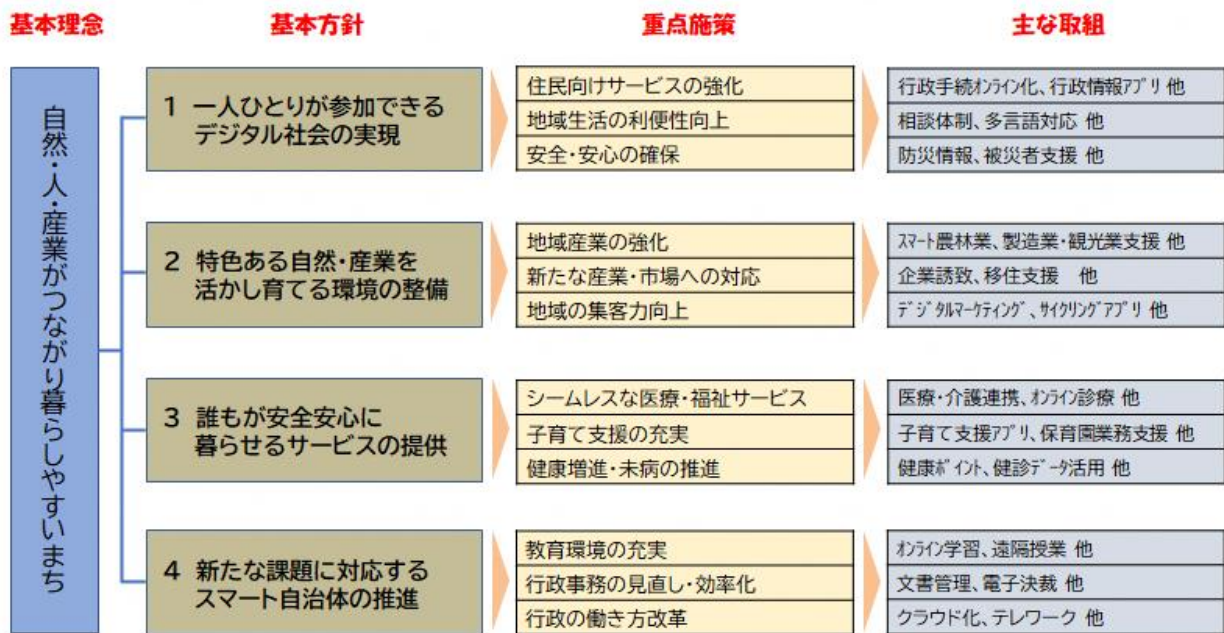 基本理念
基本方針
重点施策
主な取組
自然・人・産業がつながり暮らしやすいまち
1 一人ひとりが参加できる
デジタル社会の実現
住民向けサービスの強化
地域生活の利便性向上
安全・安心の確保
行政手続ｵﾝﾗｲﾝ化、行政情報ｱﾌﾟﾘ 他
相談体制、多言語対応 他
防災情報、被災者支援 他
2 特色ある自然・産業を
活かし育てる環境の整備
地域産業の強化
新たな産業・市場への対応
地域の集客力向上
ｽﾏｰﾄ農林業、製造業・観光業支援 他
企業誘致、移住支援　他
ﾃﾞｼﾞﾀﾙﾏｰｹﾃｨﾝｸﾞ、ｻｲｸﾘﾝｸﾞｱﾌﾟﾘ 他
3 誰もが安全安心に
暮らせるサービスの提供
シームレスな医療・福祉サービス
子育て支援の充実
健康増進・未病の推進
医療・介護連携、ｵﾝﾗｲﾝ診療 他
子育て支援ｱﾌﾟﾘ、保育園業務支援 他
健康ﾎﾟｲﾝﾄ、健診ﾃﾞｰﾀ活用 他
4 新たな課題に対応する
スマート自治体の推進
教育環境の充実
行政事務の見直し・効率化
行政の働き方改革
ｵﾝﾗｲﾝ学習、遠隔授業 他
文書管理、電子決裁 他
クラウド化、テレワーク 他